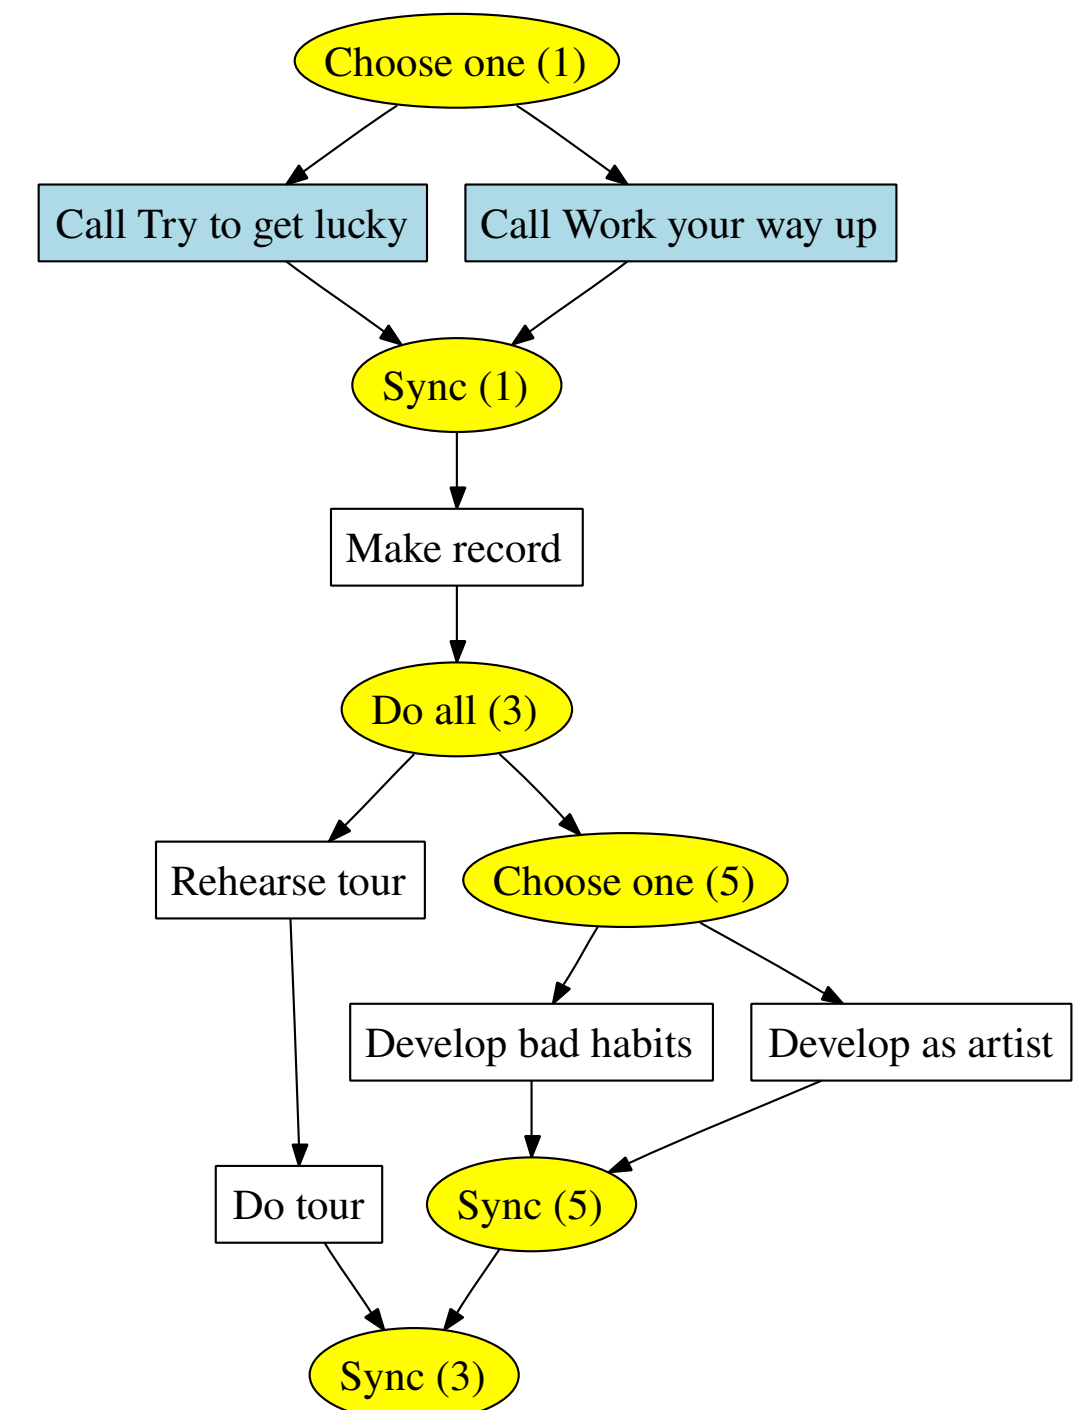 Choose one (1)
Call Try to get lucky
Call Work your way up
Sync (1)
Make record
Do all (3)
Rehearse tour
Choose one (5)
Develop bad habits
Develop as artist
Do tour
Sync (5)
Sync (3)